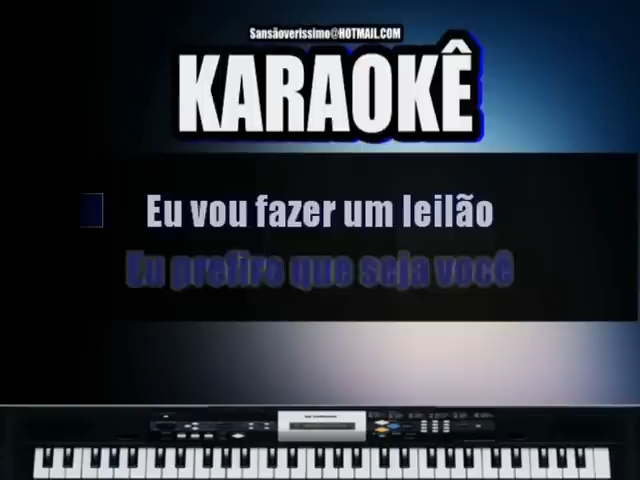 Sansãoverissimo@HOTMAIL.COM
KARAOKÊ
Eu vou fazer um leilão
Eu prefiro que seja você